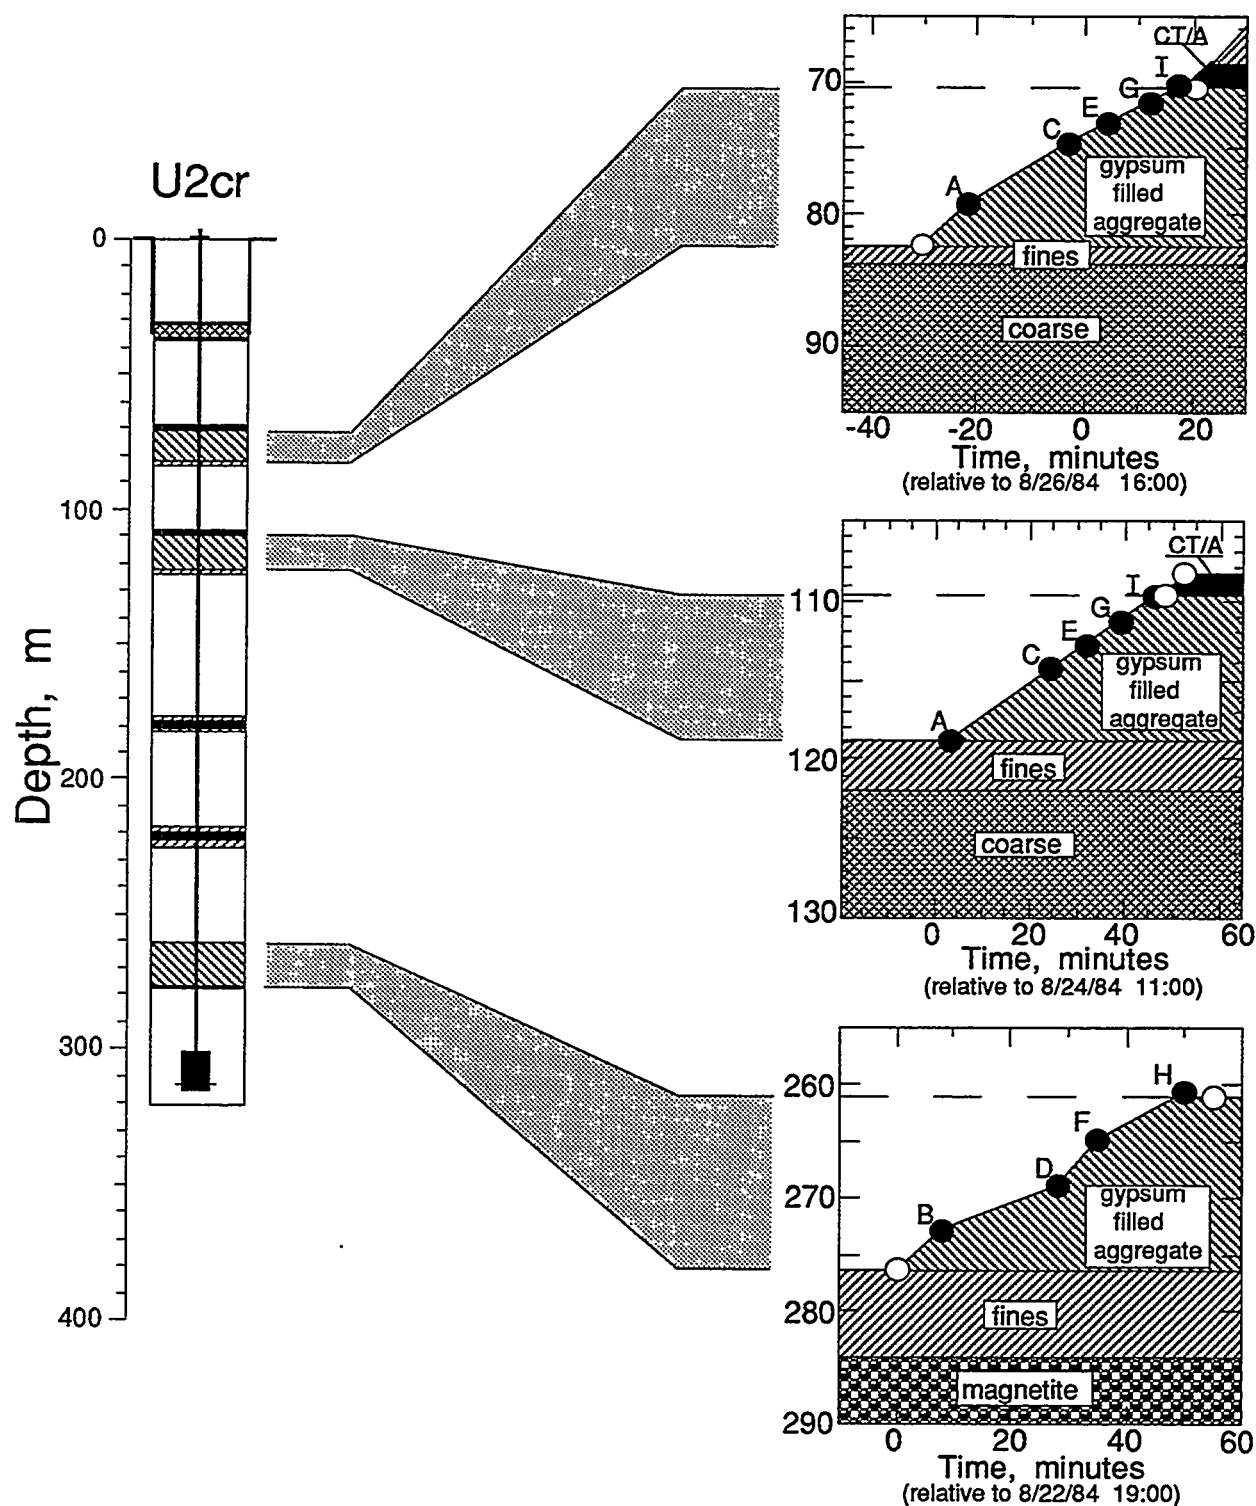 U2cr
Depth, m
0
100
200
300
400
CT/A
I
G
E
C
A
70
80
90
gypsum
filled
aggregate
fines
coarse
-40 -20 0 20
Time, minutes
(relative to 8/26/84 16:00)
CT/A
I
G
E
C
A
110
120
130
gypsum
filled
aggregate
fines
coarse
0 20 40 60
Time, minutes
(relative to 8/24/84 11:00)
H
F
D
B
260
270
280
290
gypsum
filled
aggregate
fines
magnetite
0 20 40 60
Time, minutes
(relative to 8/22/84 19:00)